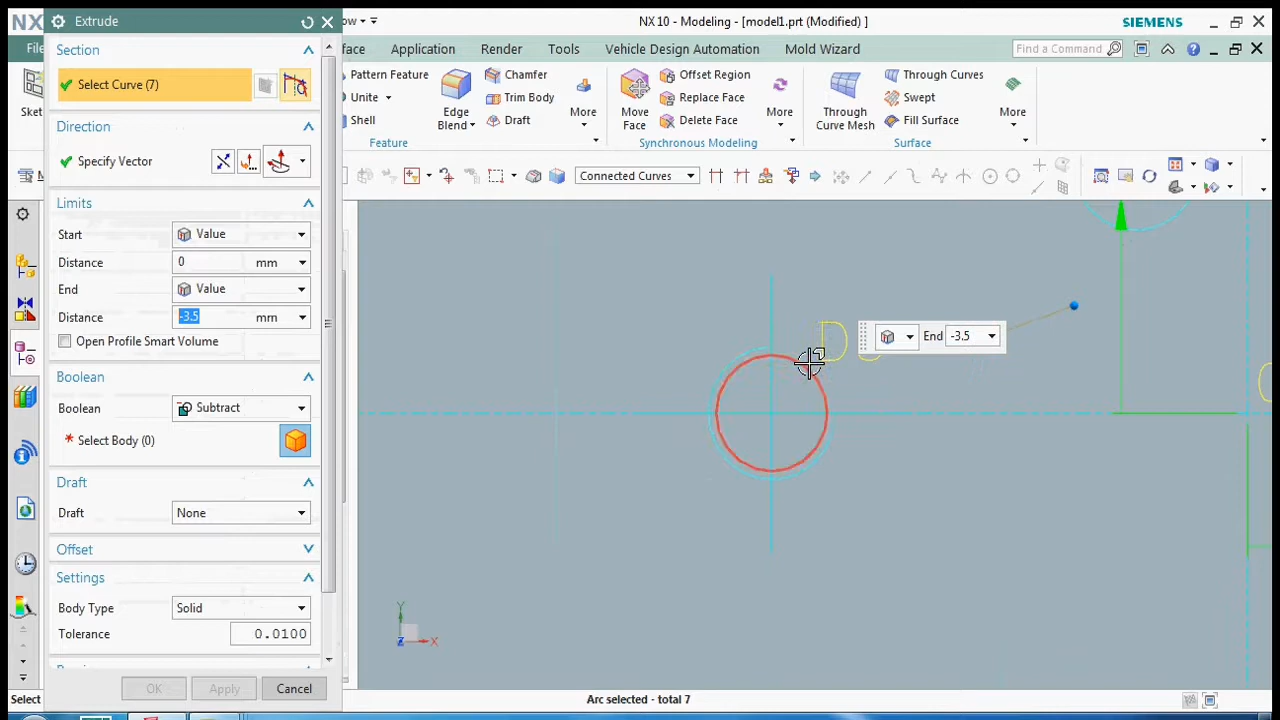 NX
Extrude
ow
NX 10 - Modeling - [model1.prt (Modified) ]
SIEMENS
File
face
Application
Render
Tools
Vehicle Design Automation
Mold Wizard
Find a Command
Section
Select Curve (7)
Sket
Pattern Feature
Unite
Shell
Edge
Blend
Chamfer
Trim Body
Draft
More
Feature
Move
Face
Offset Region
Replace Face
Delete Face
More
Synchronous Modeling
Through
Curve Mesh
Through Curves
Swept
Fill Surface
More
Surface
Direction
Specify Vector
M
Connected Curves
Limits
Start
Value
Distance
0
mm
End
Value
Distance
-3.5
mm
Open Profile Smart Volume
D
End
-3.5
Boolean
Boolean
Subtract
Select Body (0)
Draft
Draft
None
Offset
Settings
Body Type
Solid
Tolerance
0.0100
OK
Apply
Cancel
Y
Z
X
Select
Arc selected - total 7